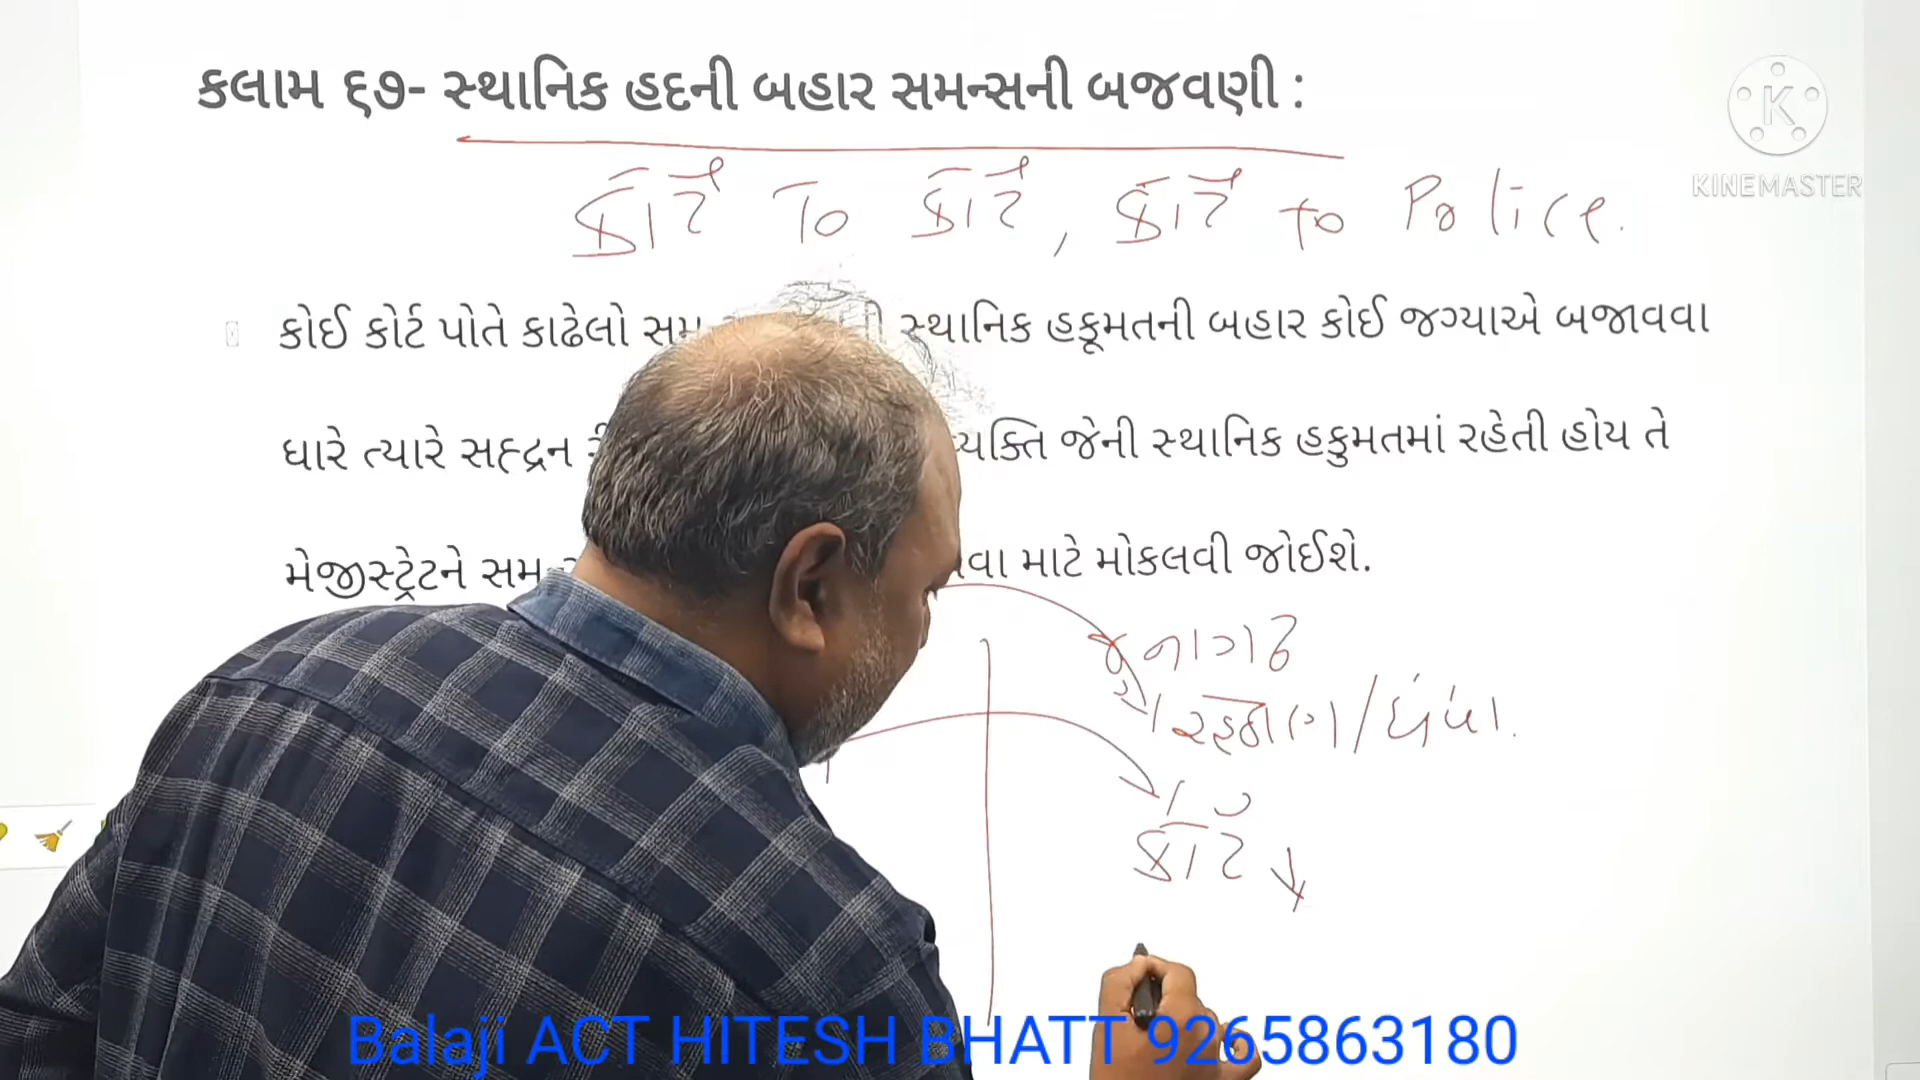 કલામ ૬૭- સ્થાનિક હદની બહાર સમન્સની બજવણી :
KINEMASTER
કોર્ટ To કોર્ટ, કોર્ટ to Police.
કોઈ કોર્ટ પોતે કાઢેલો સમ સ્થાનિક હકૂમતની બહાર કોઈ જગ્યાએ બજાવવા
ધારે ત્યારે સહ્દ્રન વ્યક્તિ જેની સ્થાનિક હકુમતમાં રહેતી હોય તે
મેજીસ્ટ્રેટને સમન્સ વા માટે મોકલવી જોઈશે.
જુનાગઢ
રહેઠાણ/ધંધા.
કોર્ટ
Balaji ACT HITESH BHATT 9265863180